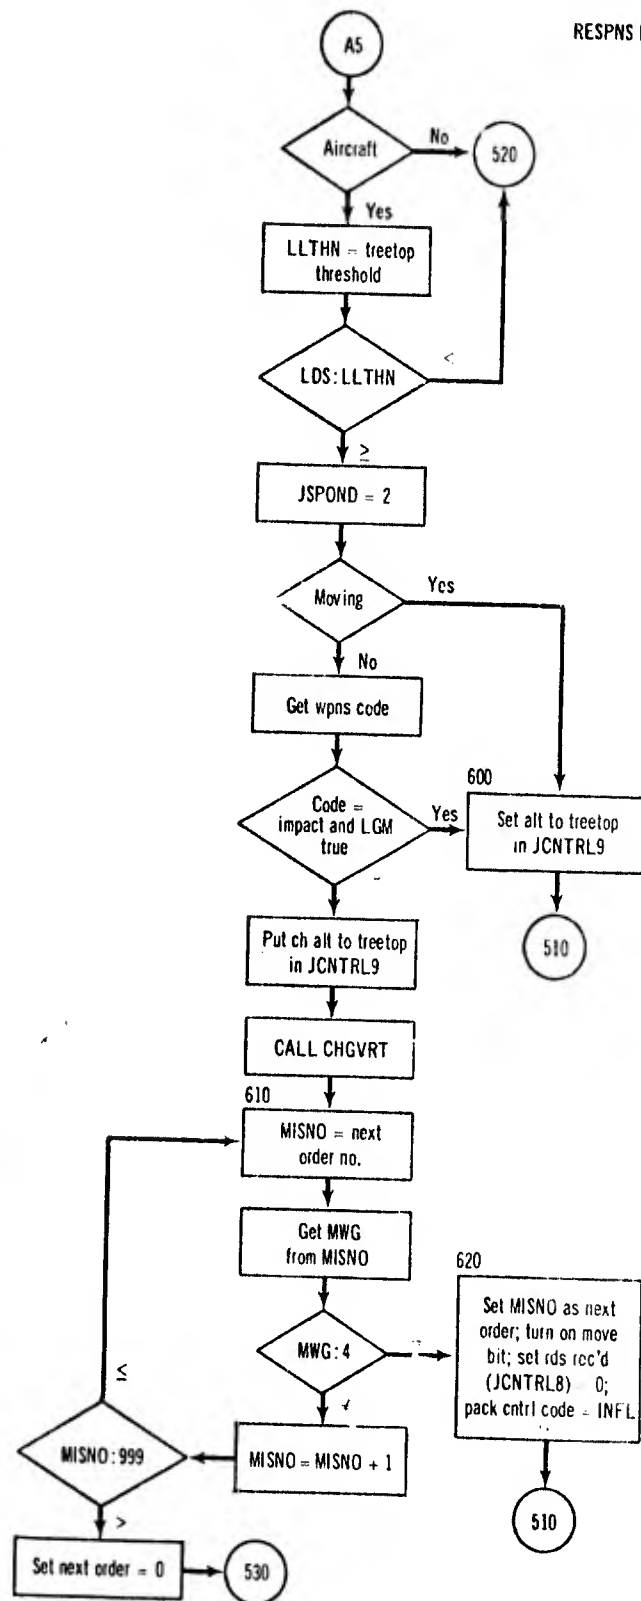 RESPNS
A5
Aircraft
No
520
Yes
LLTHN = treetop
threshold
LDS:LLTHN
<
≥
JSPOND = 2
Moving
Yes
No
Get wpns code
600
Code =
impact and LGM
true
Yes
Set alt to treetop
in JCNTRL9
510
Put ch alt to treetop
in JCNTRL9
CALL CHGVRT
610
MISNO = next
order no.
Get MWG
from MISNO
620
Set MISNO as next
order; turn on move
bit; set rds rec'd
(JCNTRL8) 0;
pack cntrl code = INFL
MWG:4
≤
MISNO:999
MISNO = MISNO + 1
510
>
Set next order = 0
530